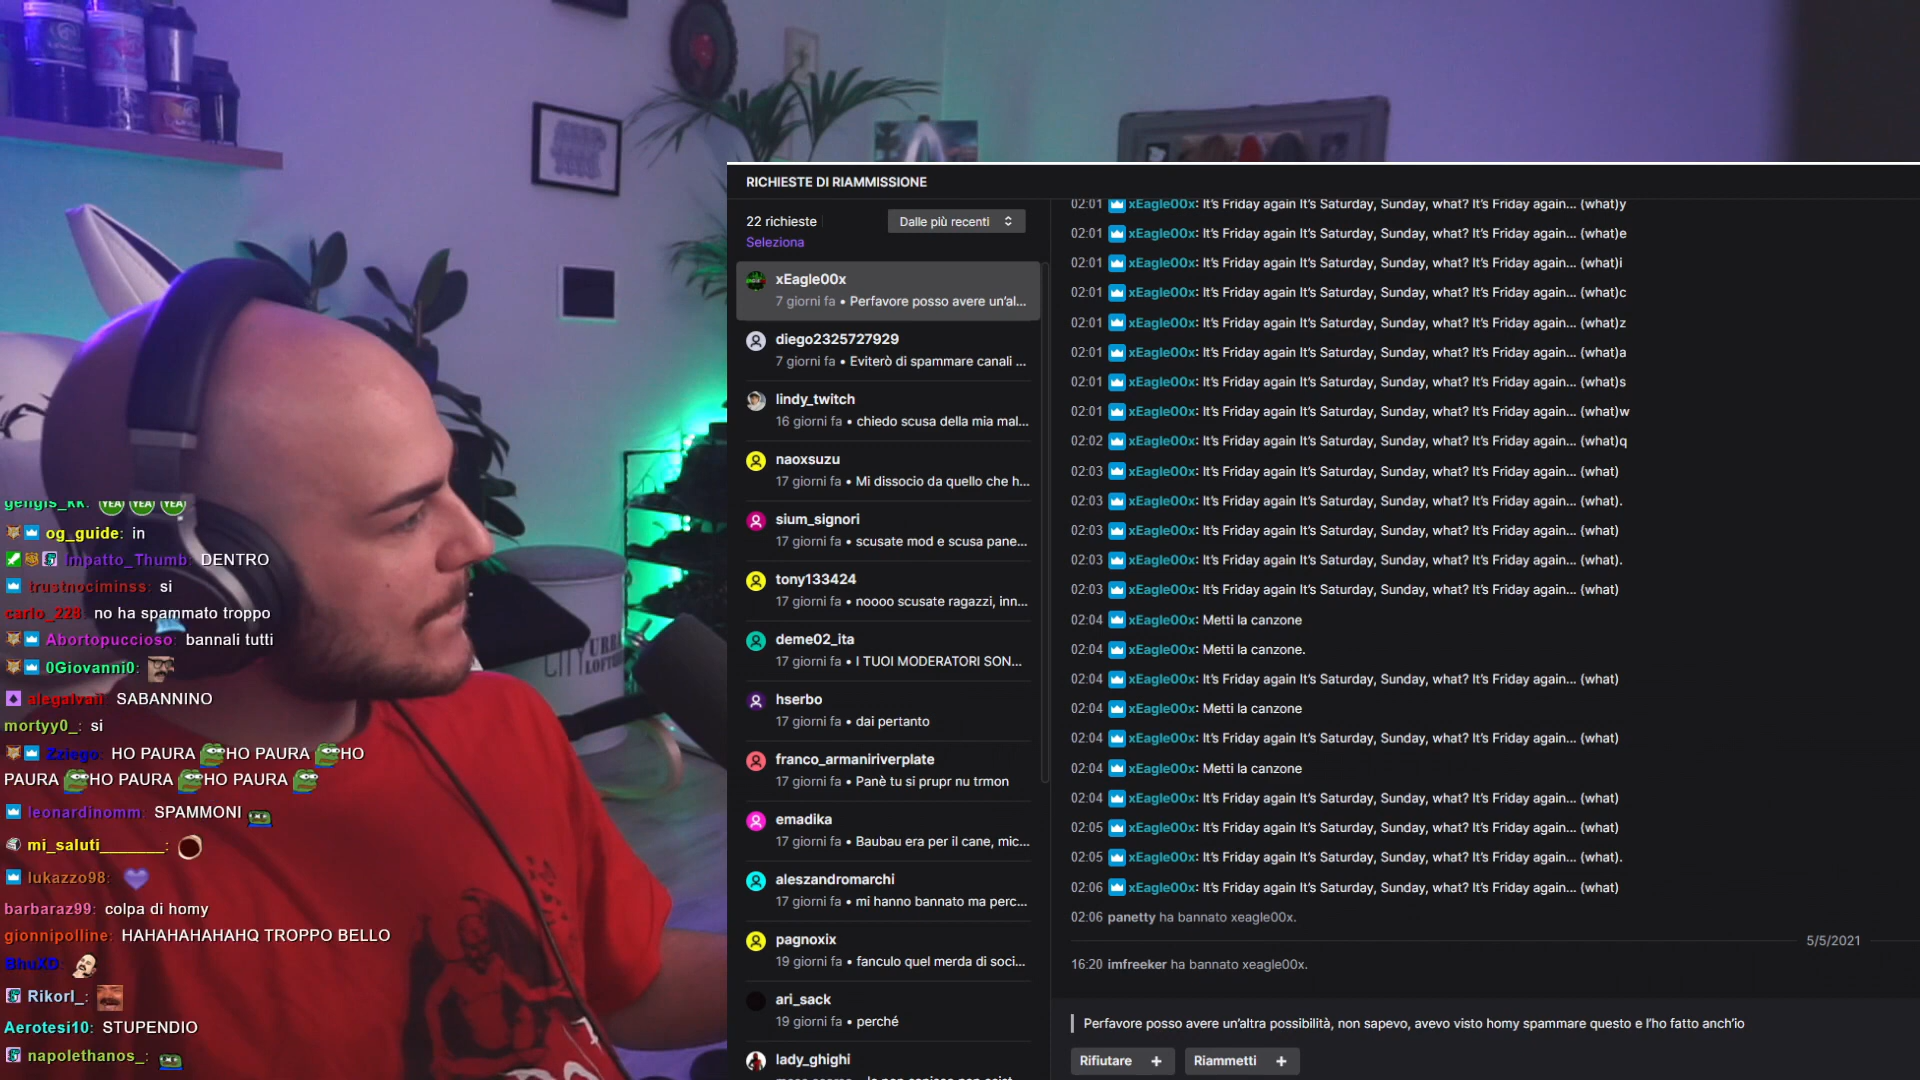 RICHIESTE DI RIAMMISSIONE
22 richieste
Dalle più recenti
Seleziona
xEagle00x
7 giorni fa • Perfavore posso avere un'al...
diego2325727929
7 giorni fa • Eviterò di spammare canali ...
lindy_twitch
16 giorni fa • chiedo scusa della mia mal...
naoxsuzu
17 giorni fa • Mi dissocio da quello che h...
sium_signori
17 giorni fa • scusate mod e scusa pane...
tony133424
17 giorni fa • noooo scusate ragazzi, inn...
deme02_ita
17 giorni fa • I TUOI MODERATORI SON...
hserbo
17 giorni fa • dai pertanto
franco_armaniriverplate
17 giorni fa • Panè tu si prupr nu trmon
emadika
17 giorni fa • Baubau era per il cane, mic...
aleszandromarchi
17 giorni fa • mi hanno bannato ma perc...
pagnoxix
19 giorni fa • fanculo quel merda di soci...
ari_sack
19 giorni fa • perché
lady_ghighi
02:01 xEagle00x: It's Friday again It's Saturday, Sunday, what? It's Friday again... (what)y
02:01 xEagle00x: It's Friday again It's Saturday, Sunday, what? It's Friday again... (what)e
02:01 xEagle00x: It's Friday again It's Saturday, Sunday, what? It's Friday again... (what)i
02:01 xEagle00x: It's Friday again It's Saturday, Sunday, what? It's Friday again... (what)c
02:01 xEagle00x: It's Friday again It's Saturday, Sunday, what? It's Friday again... (what)z
02:01 xEagle00x: It's Friday again It's Saturday, Sunday, what? It's Friday again... (what)a
02:01 xEagle00x: It's Friday again It's Saturday, Sunday, what? It's Friday again... (what)s
02:01 xEagle00x: It's Friday again It's Saturday, Sunday, what? It's Friday again... (what)w
02:02 xEagle00x: It's Friday again It's Saturday, Sunday, what? It's Friday again... (what)q
02:03 xEagle00x: It's Friday again It's Saturday, Sunday, what? It's Friday again... (what)
02:03 xEagle00x: It's Friday again It's Saturday, Sunday, what? It's Friday again... (what).
02:03 xEagle00x: It's Friday again It's Saturday, Sunday, what? It's Friday again... (what)
02:03 xEagle00x: It's Friday again It's Saturday, Sunday, what? It's Friday again... (what).
02:03 xEagle00x: It's Friday again It's Saturday, Sunday, what? It's Friday again... (what)
02:04 xEagle00x: Metti la canzone
02:04 xEagle00x: Metti la canzone.
02:04 xEagle00x: It's Friday again It's Saturday, Sunday, what? It's Friday again... (what)
02:04 xEagle00x: Metti la canzone
02:04 xEagle00x: It's Friday again It's Saturday, Sunday, what? It's Friday again... (what)
02:04 xEagle00x: Metti la canzone
02:04 xEagle00x: It's Friday again It's Saturday, Sunday, what? It's Friday again... (what)
02:05 xEagle00x: It's Friday again It's Saturday, Sunday, what? It's Friday again... (what)
02:05 xEagle00x: It's Friday again It's Saturday, Sunday, what? It's Friday again... (what).
02:06 xEagle00x: It's Friday again It's Saturday, Sunday, what? It's Friday again... (what)
02:06 panetty ha bannato xeagle00x.
5/5/2021
16:20 imfreeker ha bannato xeagle00x.
Perfavore posso avere un'altra possibilità, non sapevo, avevo visto homy spammare questo e l'ho fatto anch'io
Rifiutare +
Riammetti +
gengis_kk: YEA YEA YEA
og_guide: in
Impatto_Thumb: DENTRO
trustnociminss: si
carlo_228: no ha spammato troppo
Abortopuccioso: bannali tutti
0Giovanni0:
alegalvaii: SABANNINO
mortyy0_: si
Zziego: HO PAURA HO PAURA HO
PAURA HO PAURA HO PAURA
leonardinomm: SPAMMONI
mi_saluti_______:
lukazzo98:
barbaraz99: colpa di homy
gionnipolline: HAHAHAHAHAHQ TROPPO BELLO
BhuXD:
Rikorl_:
Aerotesi10: STUPENDIO
napolethanos_:
CITY URB
LOFT